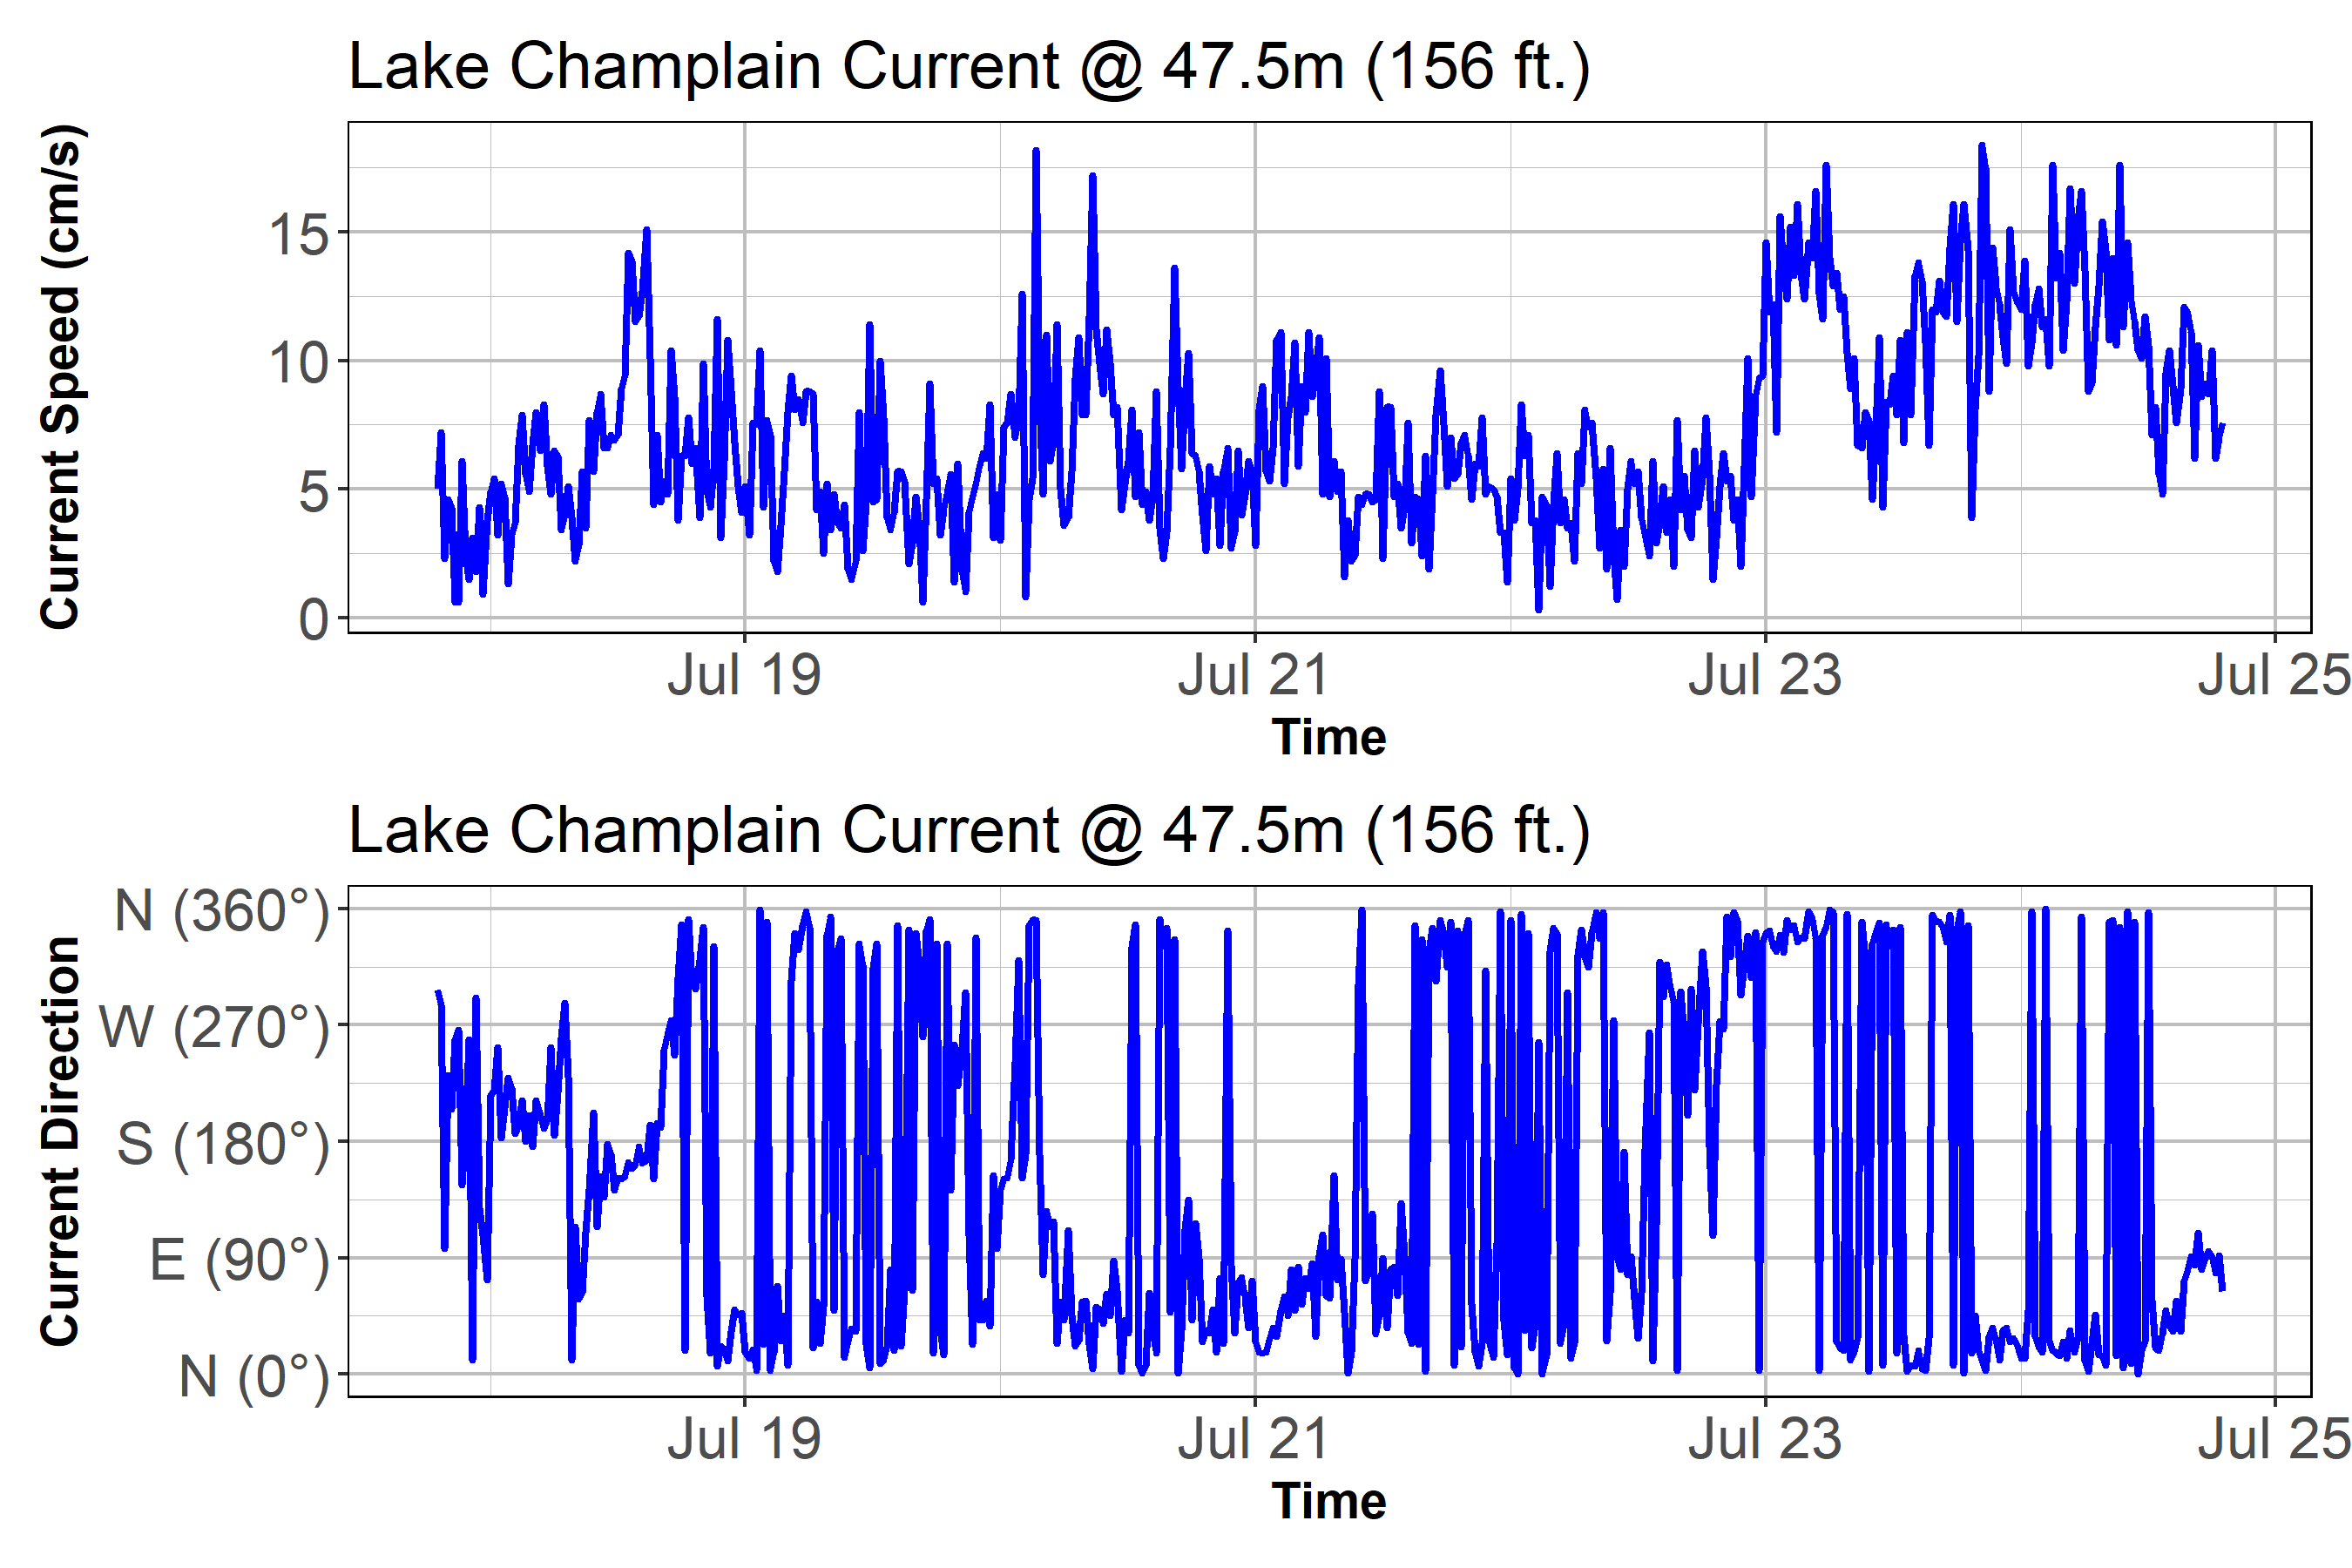 Lake Champlain Current @ 47.5m (156 ft.)
Current Speed (cm/s)
15
10
5
0
Jul 19 Jul 21 Jul 23 Jul 25
Time
Lake Champlain Current @ 47.5m (156 ft.)
Current Direction
N (360°)
W (270°)
S (180°)
E (90°)
N (0°)
Jul 19 Jul 21 Jul 23 Jul 25
Time